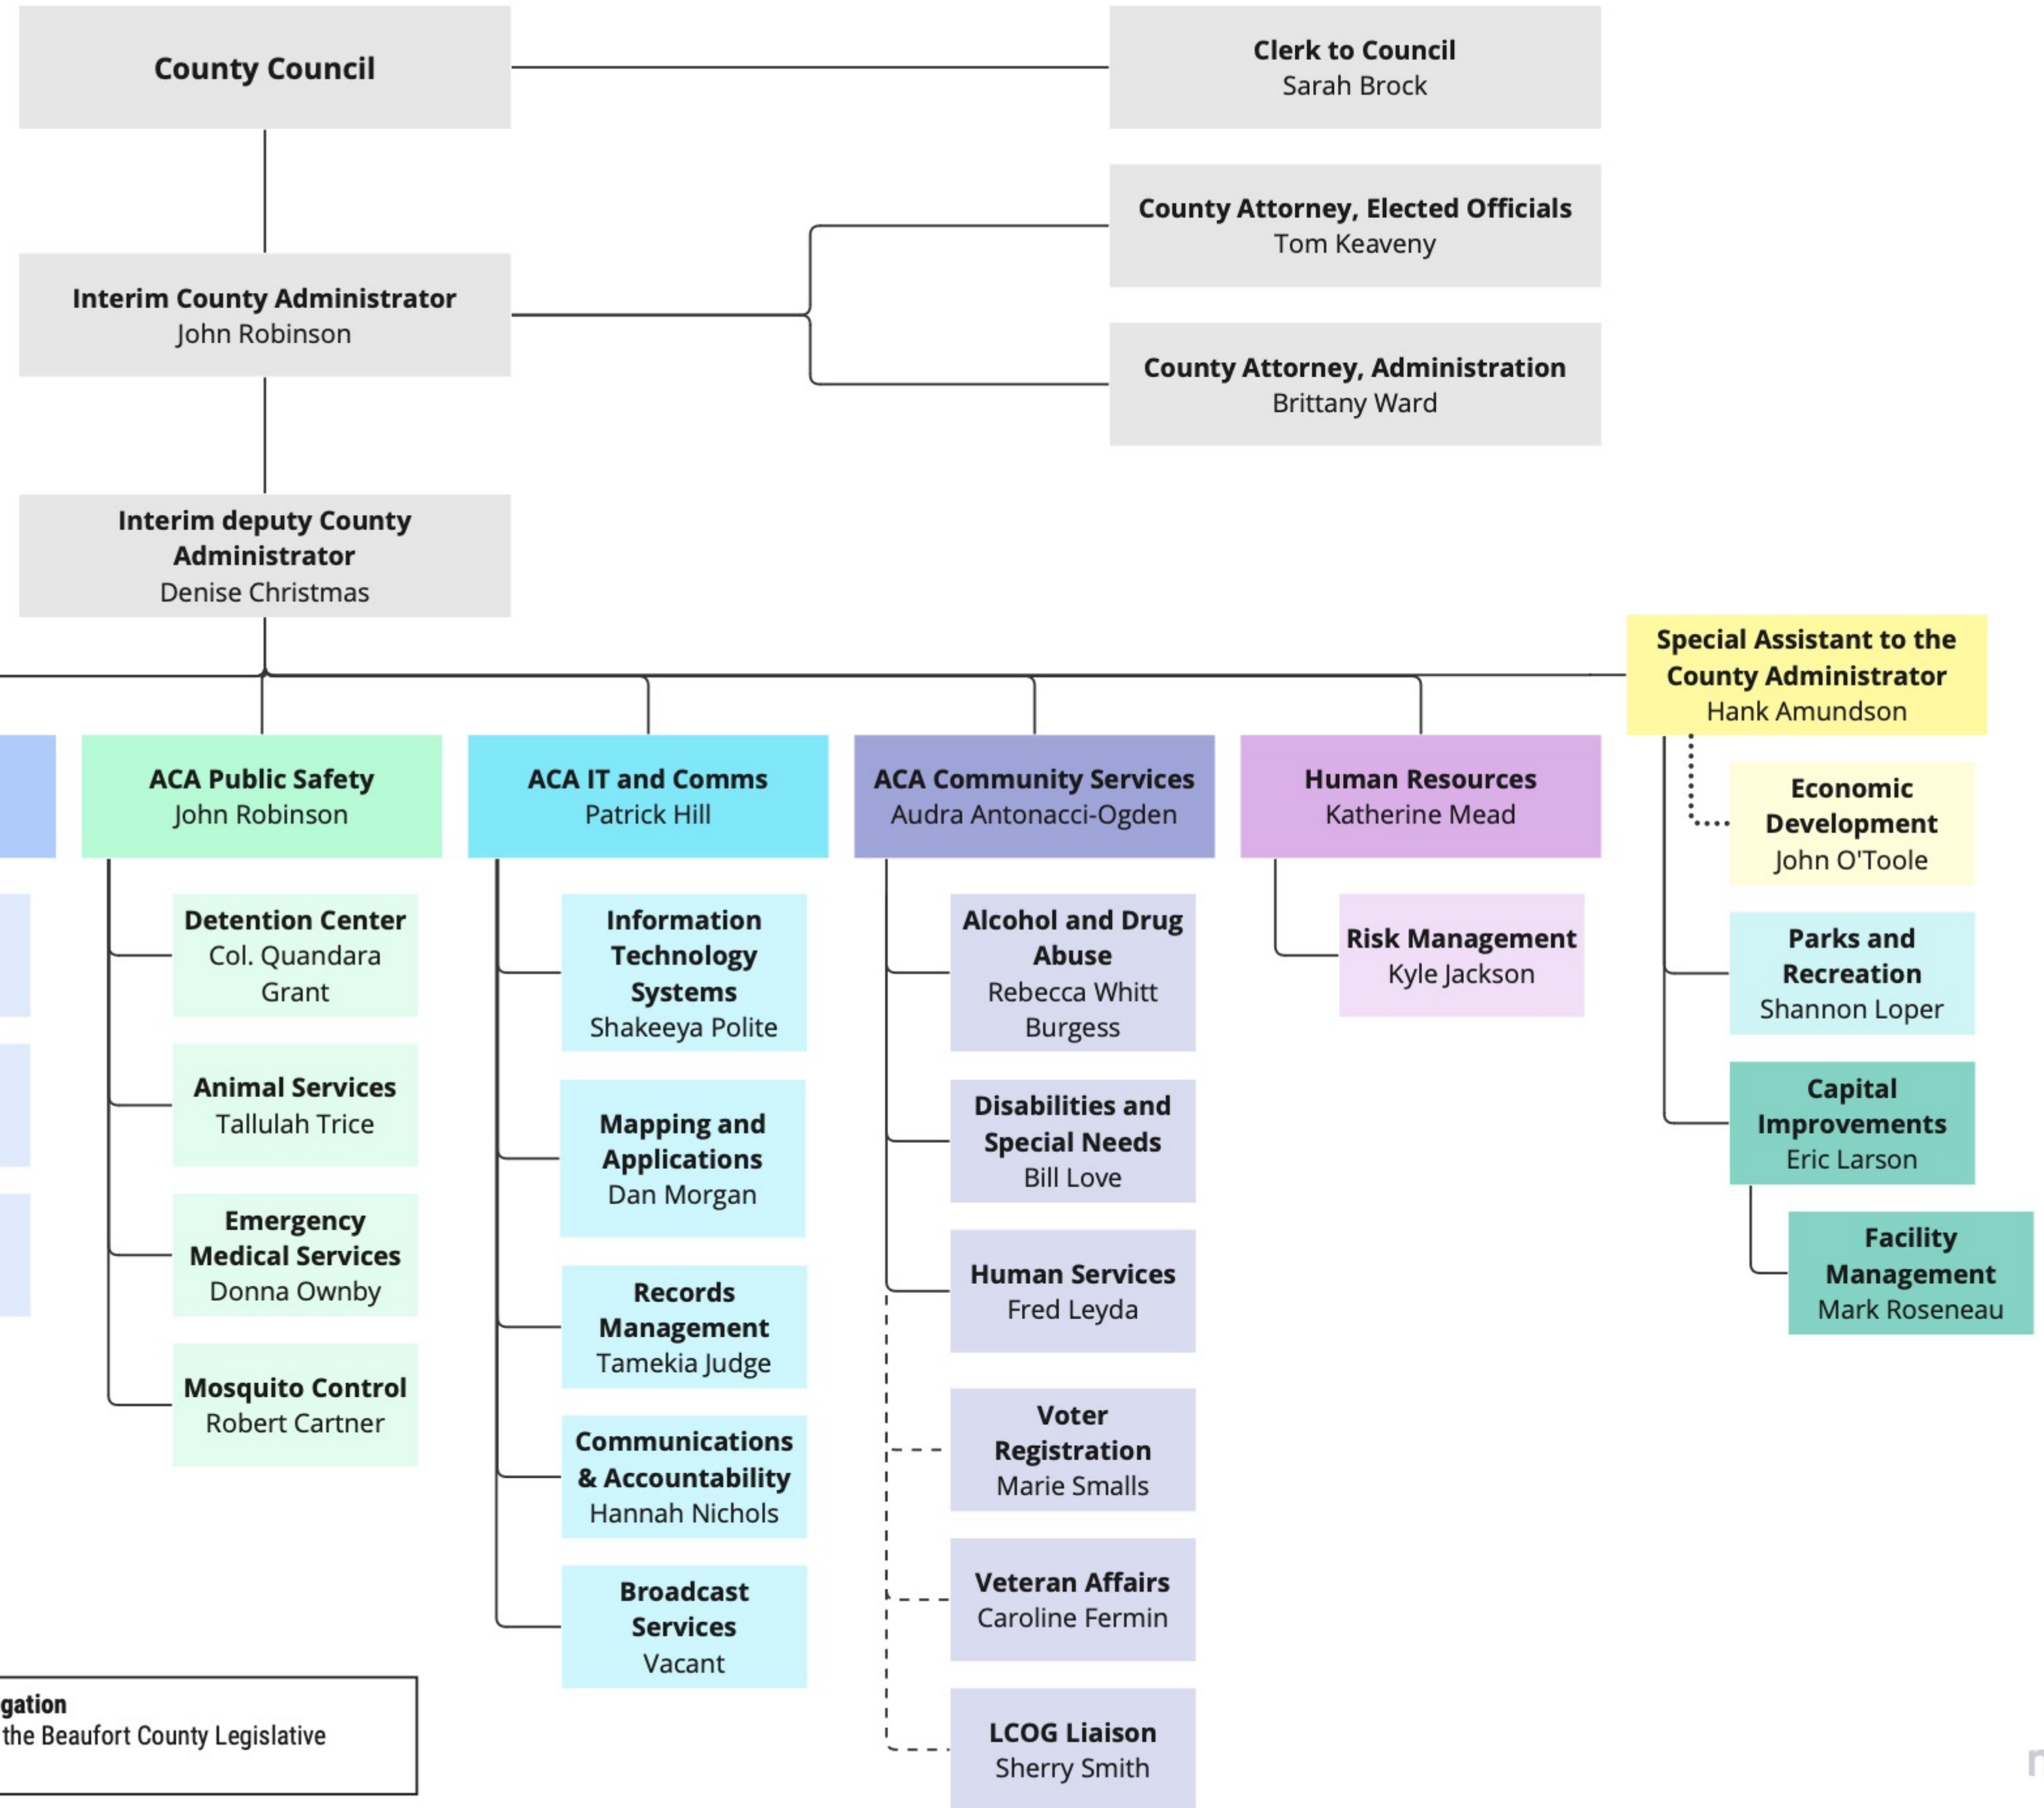 County Council
Clerk to Council
Sarah Brock
County Attorney, Elected Officials
Tom Keaveny
Interim County Administrator
John Robinson
County Attorney, Administration
Brittany Ward
Interim deputy County
Administrator
Denise Christmas
Special Assistant to the
County Administrator
Hank Amundson
ACA Public Safety
John Robinson
Detention Center
Col. Quandara
Grant
Animal Services
Tallulah Trice
Emergency
Medical Services
Donna Ownby
Mosquito Control
Robert Cartner
ACA IT and Comms
Patrick Hill
Information
Technology
Systems
Shakeeya Polite
Mapping and
Applications
Dan Morgan
Records
Management
Tamekia Judge
Communications
& Accountability
Hannah Nichols
Broadcast
Services
Vacant
ACA Community Services
Audra Antonacci-Ogden
Alcohol and Drug
Abuse
Rebecca Whitt
Burgess
Disabilities and
Special Needs
Bill Love
Human Services
Fred Leyda
Voter
Registration
Marie Smalls
Veteran Affairs
Caroline Fermin
LCOG Liaison
Sherry Smith
Human Resources
Katherine Mead
Risk Management
Kyle Jackson
Economic
Development
John O'Toole
Parks and
Recreation
Shannon Loper
Capital
Improvements
Eric Larson
Facility
Management
Mark Roseneau
gation
the Beaufort County Legislative